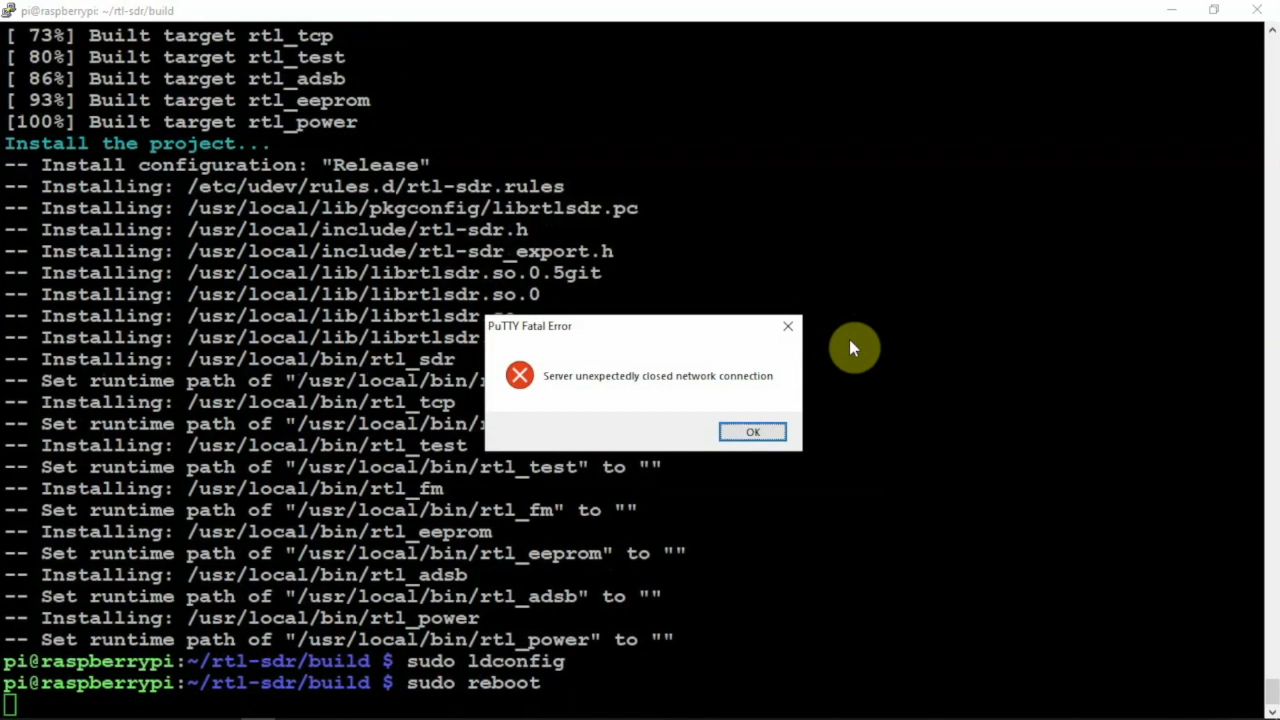 pi@raspberrypi: ~/rtl-sdr/build
[ 73%] Built target rtl_tcp
[ 80%] Built target rtl_test
[ 86%] Built target rtl_adsb
[ 93%] Built target rtl_eeprom
[100%] Built target rtl_power
Install the project...
-- Install configuration: "Release"
-- Installing: /etc/udev/rules.d/rtl-sdr.rules
-- Installing: /usr/local/lib/pkgconfig/librtlsdr.pc
-- Installing: /usr/local/include/rtl-sdr.h
-- Installing: /usr/local/include/rtl-sdr_export.h
-- Installing: /usr/local/lib/librtlsdr.so.0.5git
-- Installing: /usr/local/lib/librtlsdr.so.0
-- Installing: /usr/local/lib/librtlsdr
-- Installing: /usr/local/lib/librtlsdr
-- Installing: /usr/local/bin/rtl_sdr
-- Set runtime path of "/usr/local/bin/
-- Installing: /usr/local/bin/rtl_tcp
-- Set runtime path of "/usr/local/bin/
-- Installing: /usr/local/bin/rtl_test
-- Set runtime path of "/usr/local/bin/rtl_test" to ""
-- Installing: /usr/local/bin/rtl_fm
-- Set runtime path of "/usr/local/bin/rtl_fm" to ""
-- Installing: /usr/local/bin/rtl_eeprom
-- Set runtime path of "/usr/local/bin/rtl_eeprom" to ""
-- Installing: /usr/local/bin/rtl_adsb
-- Set runtime path of "/usr/local/bin/rtl_adsb" to ""
-- Installing: /usr/local/bin/rtl_power
-- Set runtime path of "/usr/local/bin/rtl_power" to ""
pi@raspberrypi:~/rtl-sdr/build $ sudo ldconfig
pi@raspberrypi:~/rtl-sdr/build $ sudo reboot
PuTTY Fatal Error
Server unexpectedly closed network connection
OK